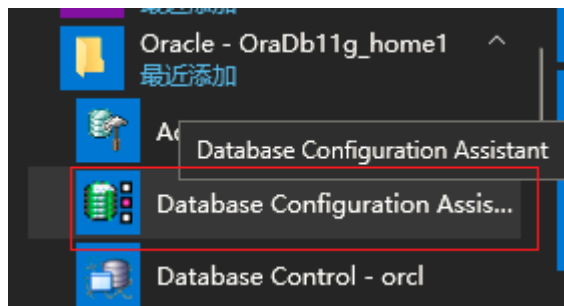 Oracle - OraDb11g_home1
最近添加
Database Configuration Assistant
Database Configuration Assis...
Database Control - orcl